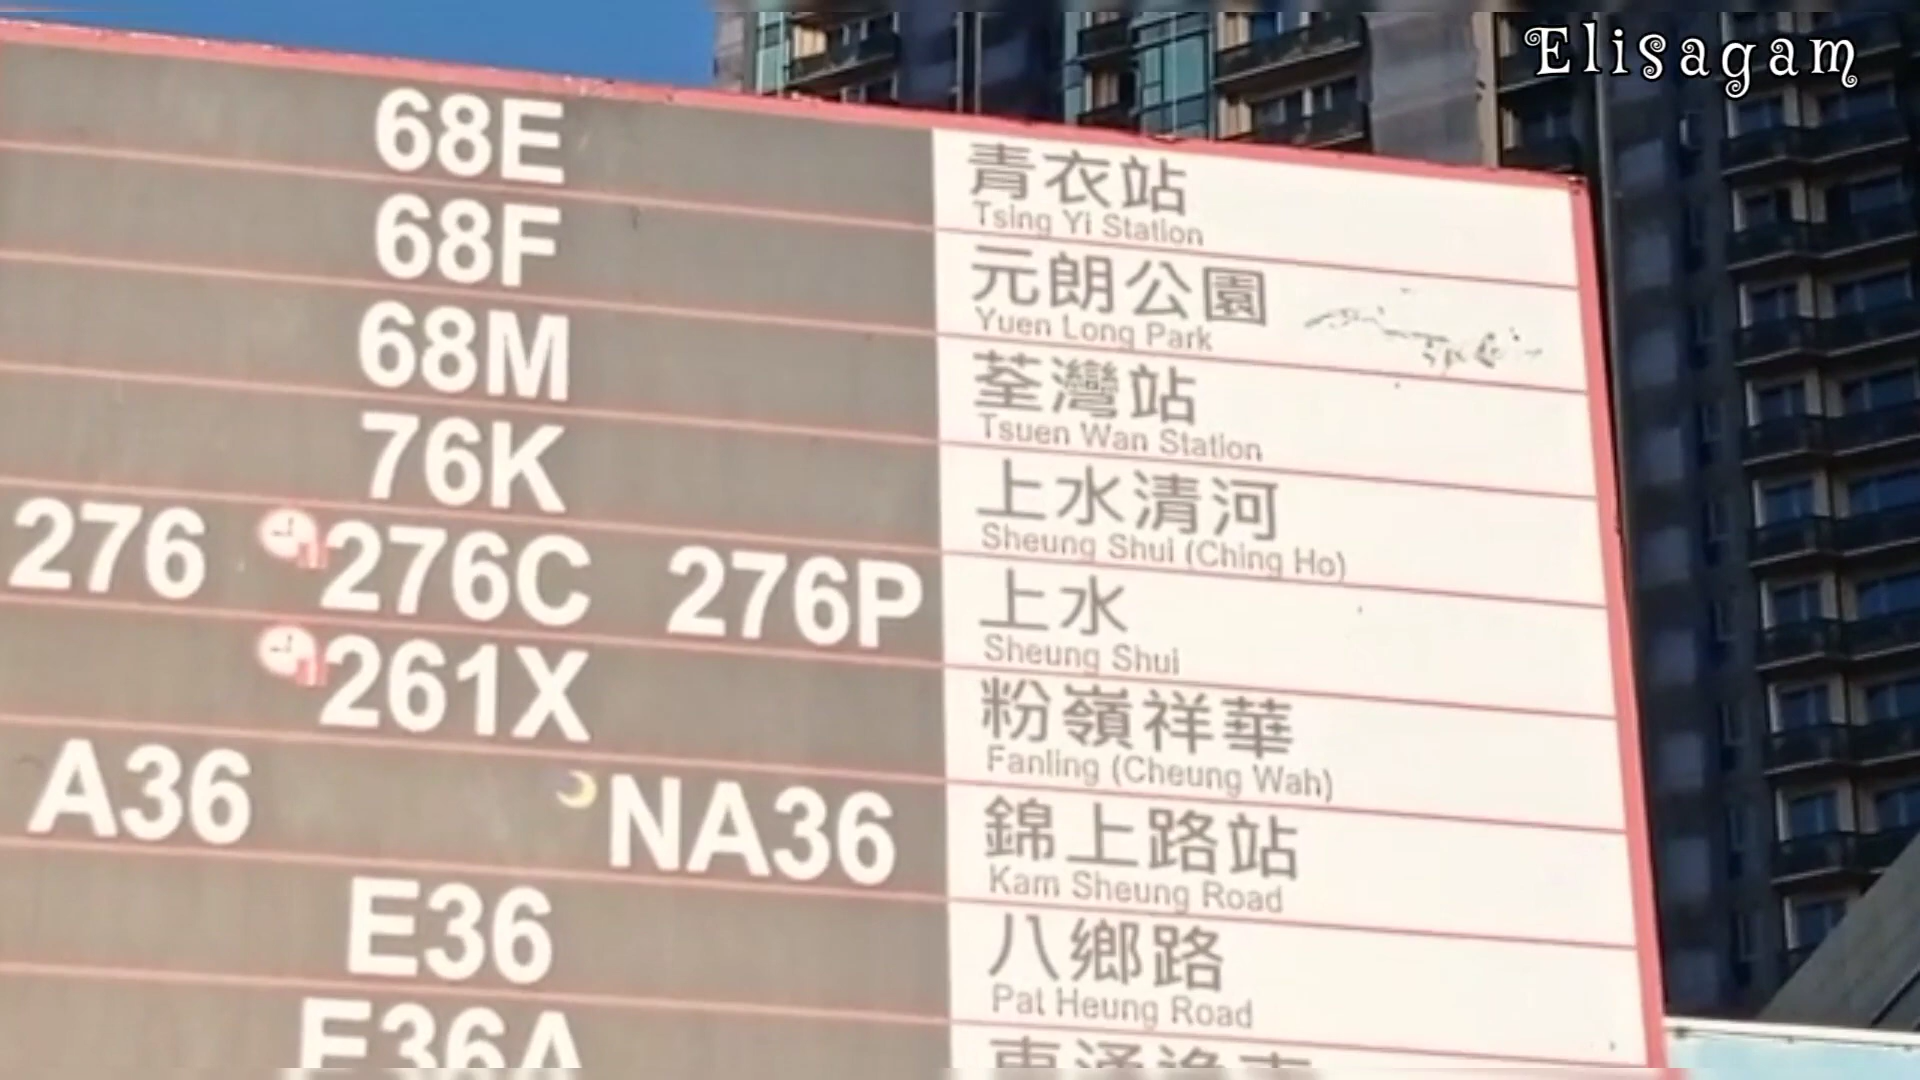 Elisagam
68E
青衣站
Tsing Yi Station
68F
元朗公園
Yuen Long Park
68M
荃灣站
Tsuen Wan Station
76K
上水清河
Sheung Shui (Ching Ho)
276 276C 276P
上水
Sheung Shui
261X
粉嶺祥華
Fanling (Cheung Wah)
A36 NA36
錦上路站
Kam Sheung Road
E36
八鄉路
Pat Heung Road
E36A